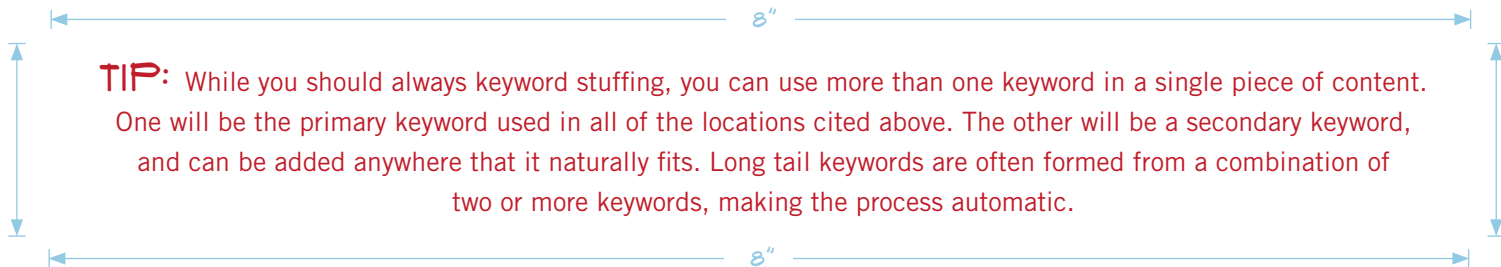 8"
TIP: While you should always keyword stuffing, you can use more than one keyword in a single piece of content.
One will be the primary keyword used in all of the locations cited above. The other will be a secondary keyword,
and can be added anywhere that it naturally fits. Long tail keywords are often formed from a combination of
two or more keywords, making the process automatic.
8"